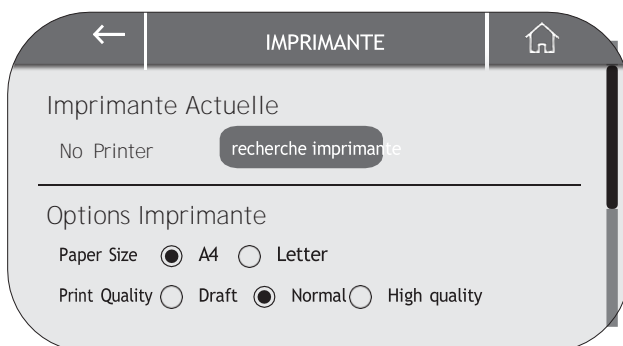 IMPRIMANTE
Imprimante Actuelle
No Printer recherche imprimante
Options Imprimante
Paper Size A4 Letter
Print Quality Draft Normal High quality